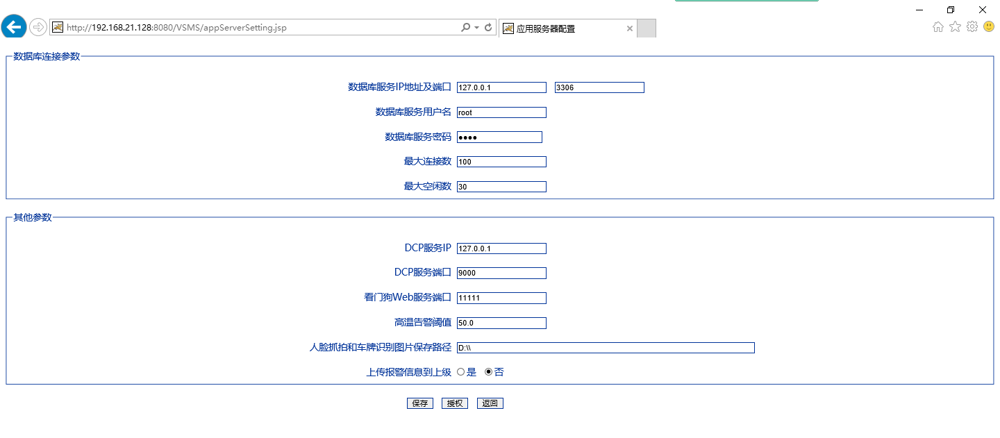 http://192.168.21.128:8080/VSMS/appServerSetting.jsp
应用服务器配置
数据库连接参数
数据库服务IP地址及端口 127.0.0.1 3306
数据库服务用户名 root
数据库服务密码 ●●●●
最大连接数 100
最大空闲数 30
其他参数
DCP服务IP 127.0.0.1
DCP服务端口 9000
看门狗Web服务端口 11111
高温告警阈值 50.0
人脸抓拍和车牌识别图片保存路径 D:\\
上传报警信息到上级 是 否
保存 授权 返回